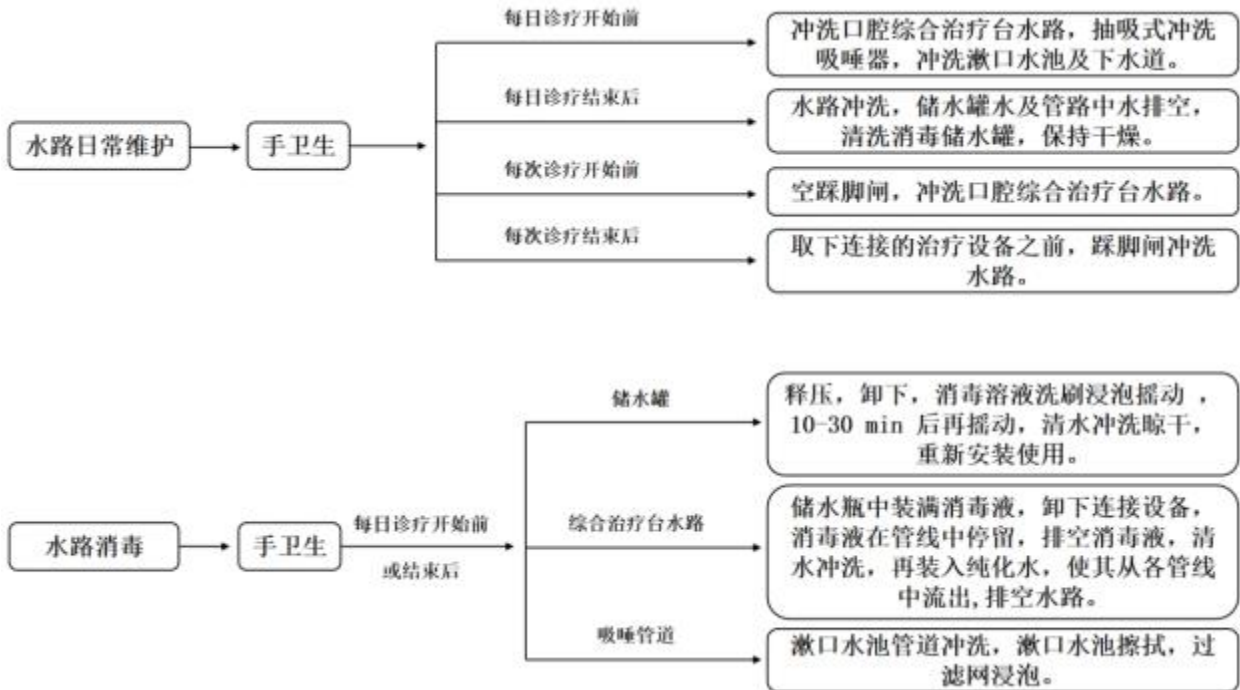 每日诊疗开始前
冲洗口腔综合治疗台水路，抽吸式冲洗
吸唾器，冲洗漱口水池及下水道。
每日诊疗结束后
水路冲洗，储水罐水及管路中水排空，
清洗消毒储水罐，保持干燥。
水路日常维护
手卫生
每次诊疗开始前
空踩脚闸，冲洗口腔综合治疗台水路。
每次诊疗结束后
取下连接的治疗设备之前，踩脚闸冲洗
水路。
储水罐
释压，卸下，消毒溶液洗刷浸泡摇动 ，
10-30 min 后再摇动，清水冲洗晾干，
重新安装使用。
水路消毒
手卫生
每日诊疗开始前
或结束后
综合治疗台水路
储水瓶中装满消毒液，卸下连接设备，
消毒液在管线中停留，排空消毒液，清
水冲洗，再装入纯化水，使其从各管线
中流出,排空水路。
吸唾管道
漱口水池管道冲洗，漱口水池擦拭，过
滤网浸泡。